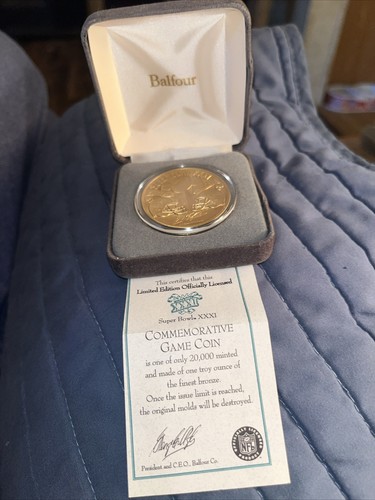 Balfour
This certifies that this
Limited Edition Officially Licensed
XXXI
Super Bowl XXXI
Commemorative
Game Coin
is one of only 20,000 minted
and made of one troy ounce of
the finest bronze.
Once the issue limit is reached,
the original molds will be destroyed.
President and C.E.O., Balfour Co.
NFL